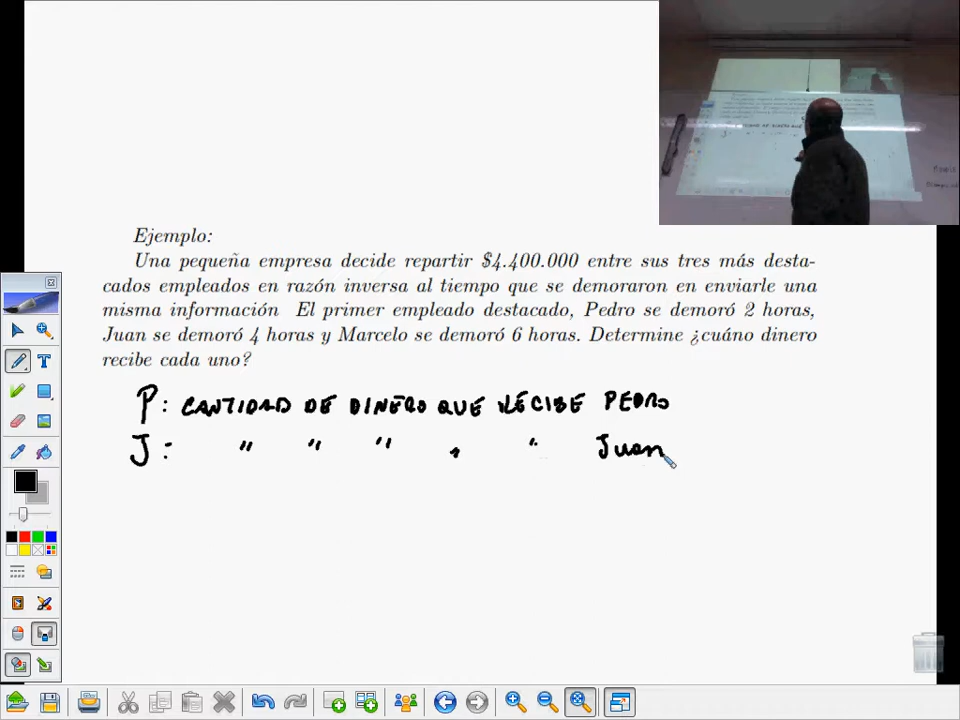 Ejemplo:
Una pequeña empresa decide repartir $4.400.000 entre sus tres más desta-
cados empleados en razón inversa al tiempo que se demoraron en enviarle una
misma información El primer empleado destacado, Pedro se demoró 2 horas,
Juan se demoró 4 horas y Marcelo se demoró 6 horas. Determine ¿cuáno dinero
recibe cada uno?
P: CANTIDAD DE DINERO QUE RECIBE PEDRO
J: " " " " " Juan